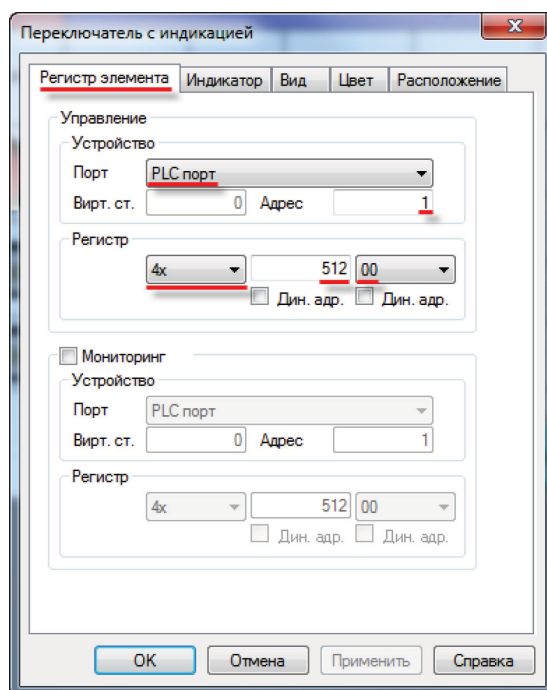 Переключатель с индикацией
Регистр элемента Индикатор Вид Цвет Расположение
Управление
Устройство
Порт PLC порт
Вирт. ст. 0 Адрес 1
Регистр
4x 512 00
Дин. адр. Дин. адр.
Мониторинг
Устройство
Порт PLC порт
Вирт. ст. 0 Адрес 1
Регистр
4x 512 00
Дин. адр. Дин. адр.
OK Отмена Применить Справка